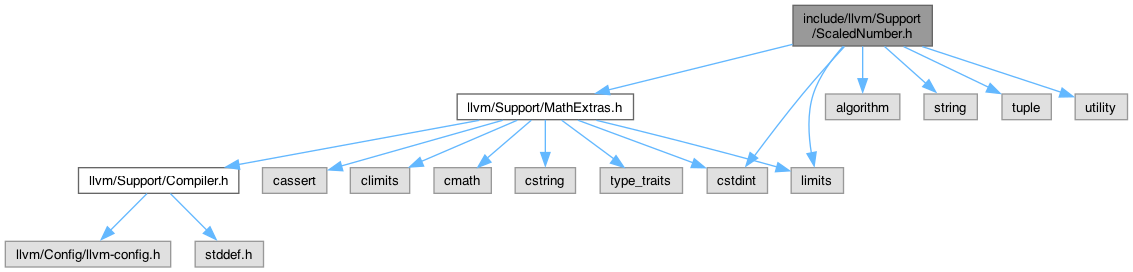 include/llvm/Support
/ScaledNumber.h
llvm/Support/MathExtras.h
algorithm
string
tuple
utility
llvm/Support/Compiler.h
cassert
climits
cmath
cstring
type_traits
cstdint
limits
llvm/Config/llvm-config.h
stddef.h